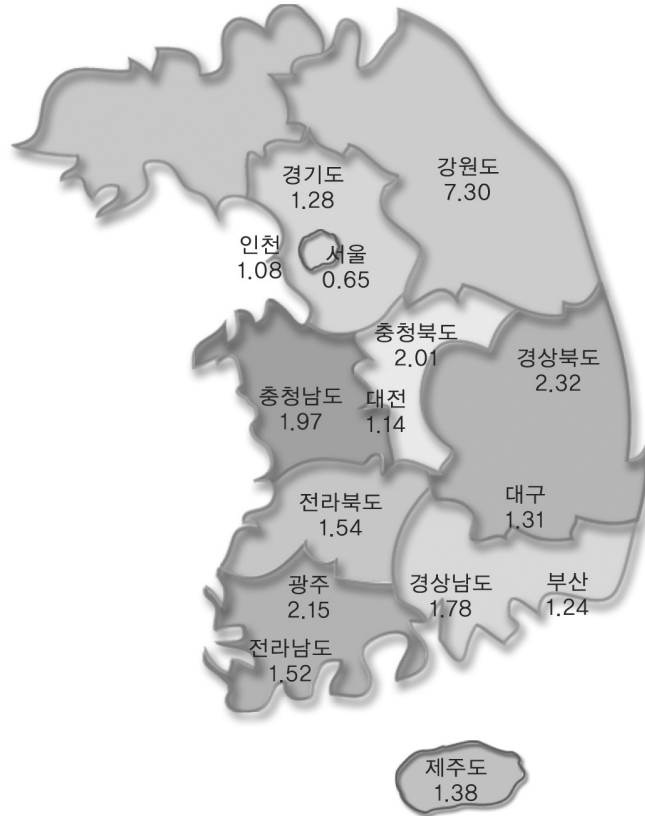 경기도
1.28
강원도
7.30
인천
1.08
서울
0.65
충청북도
2.01
경상북도
2.32
충청남도
1.97
대전
1.14
전라북도
1.54
대구
1.31
광주
2.15
경상남도
1.78
부산
1.24
전라남도
1.52
제주도
1.38